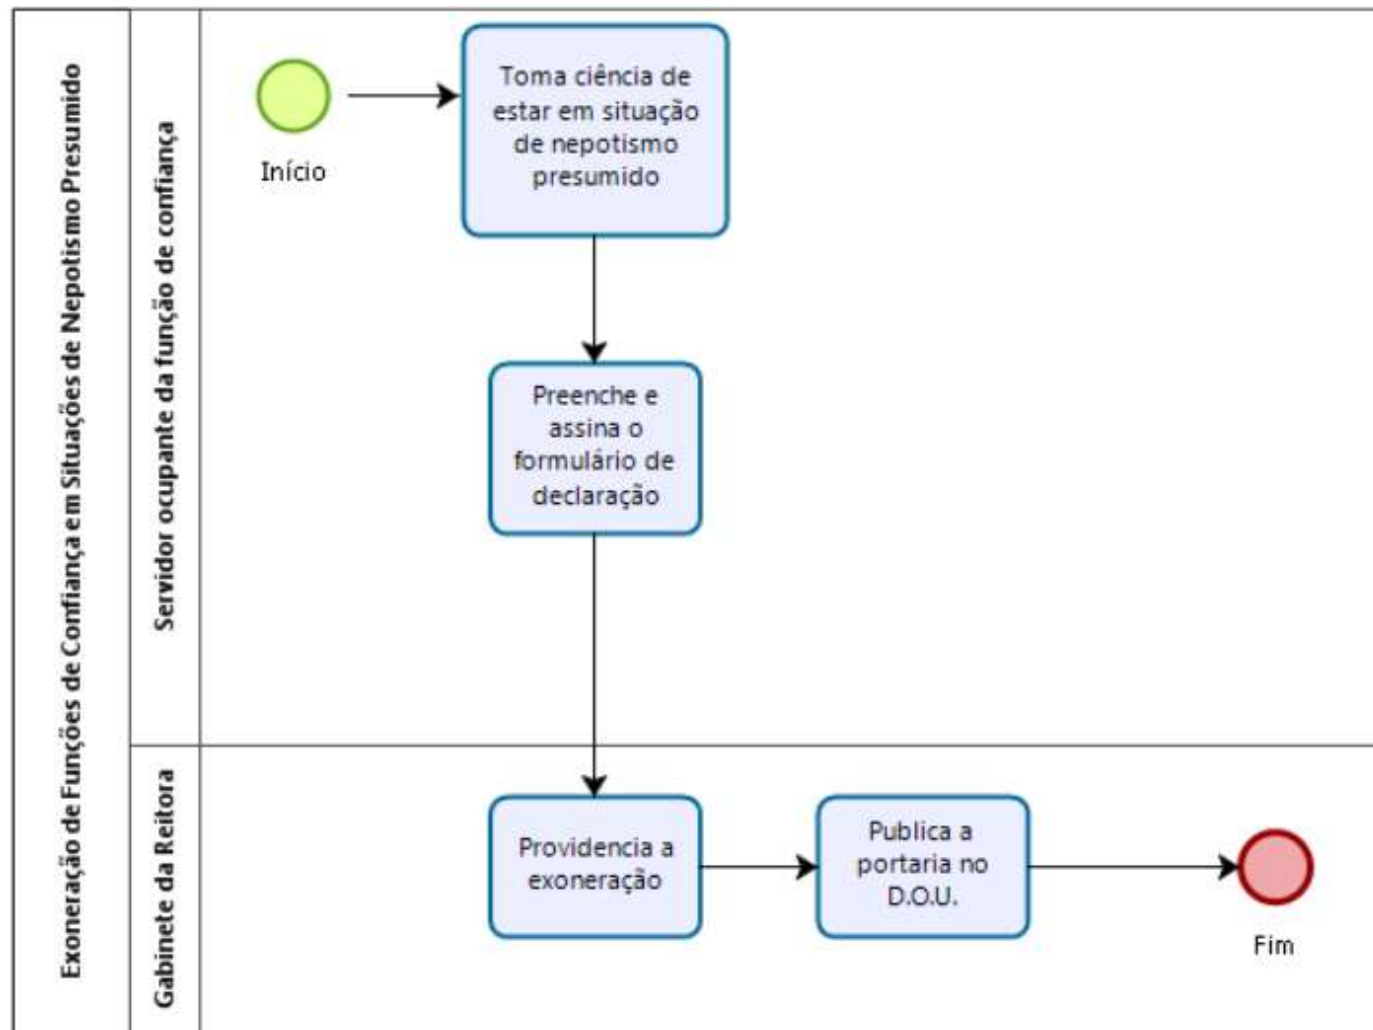 Exoneração de Funções de Confiança em Situações de Nepotismo Presumido
Servidor ocupante da função de confiança
Início
Toma ciência de
estar em situação
de nepotismo
presumido
Preenche e
assina o
formulário de
declaração
Gabinete da Reitora
Providencia a
exoneração
Publica a
portaria no
D.O.U.
Fim